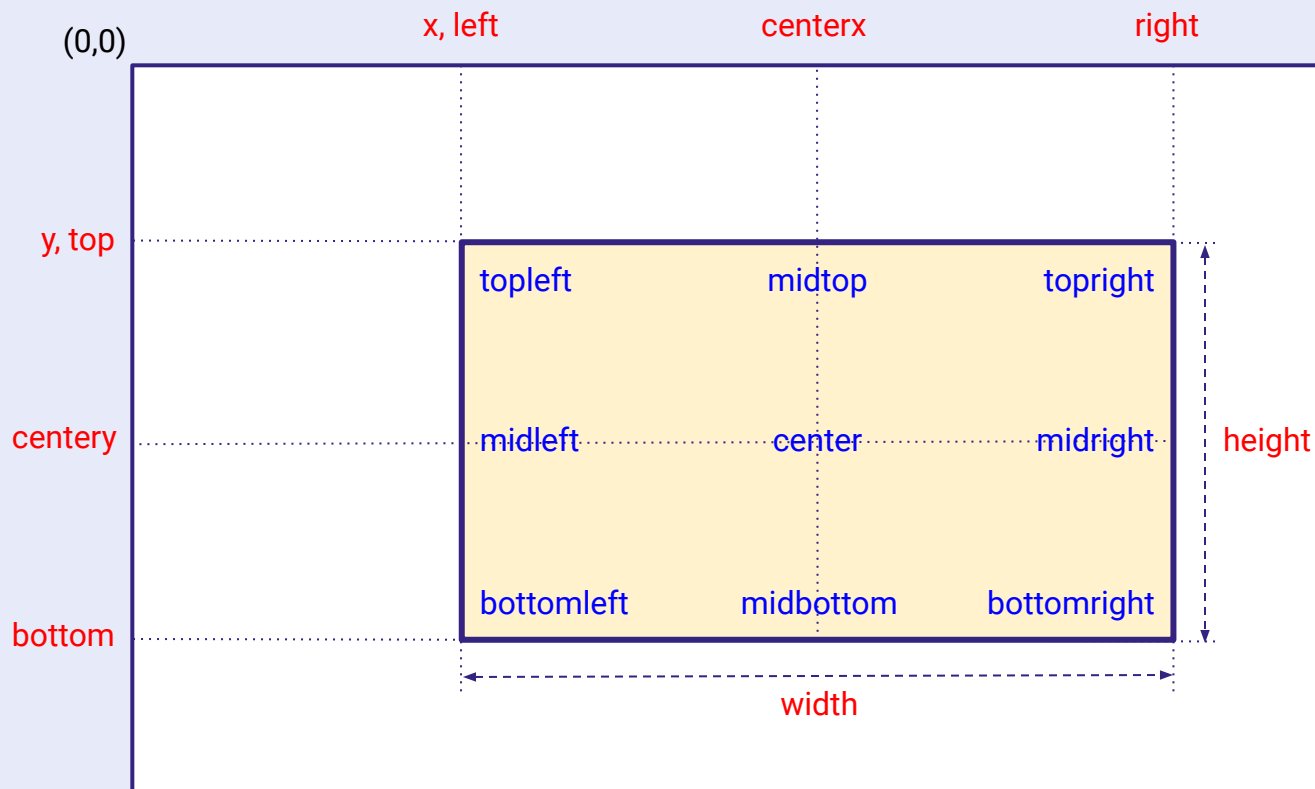 x, left
centerx
right
(0,0)
y, top
topleft
midtop
topright
centery
midleft
center
midright
height
bottomleft
midbottom
bottomright
bottom
width